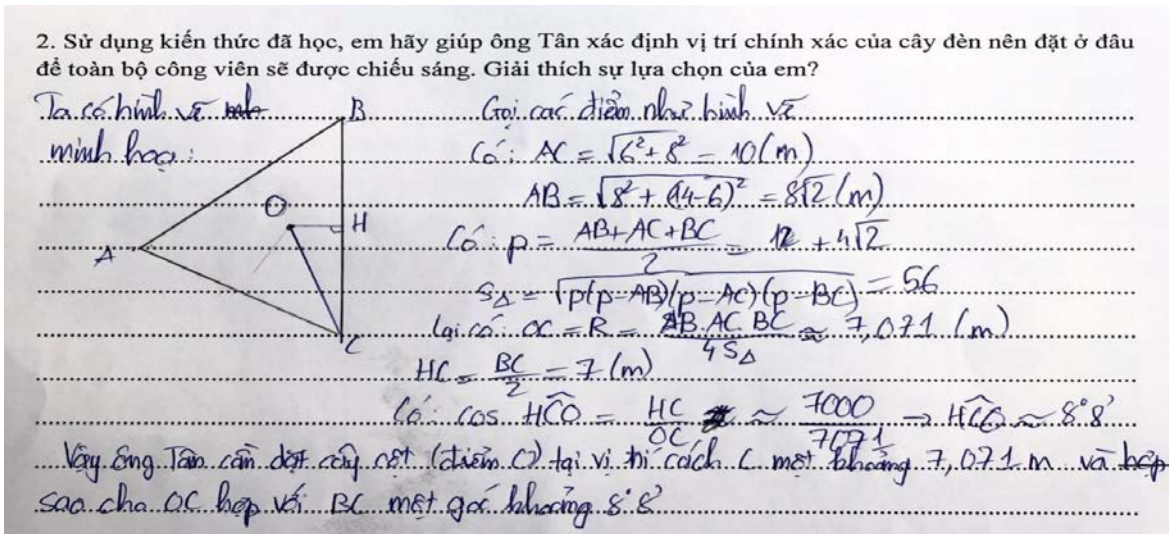 2. Sử dụng kiến thức đã học, em hãy giúp ông Tân xác định vị trí chính xác của cây đèn nên đặt ở đâu
để toàn bộ công viên sẽ được chiếu sáng. Giải thích sự lựa chọn của em?
Ta có hình vẽ
minh hoạ:
B
O
H
A
C
Gọi các điểm như hình vẽ
Có: AC = √(6² + 8²) = 10 (m)
AB = √(8² + (14-6)²) = 8√2 (m)
Có: p = (AB + AC + BC)/2 = 12 + 4√2
S∆ = √(p(p-AB)(p-AC)(p-BC)) = 56
Lại có: OC = R = (AB.AC.BC)/(4S∆) ≈ 7,071 (m)
HC = BC/2 = 7 (m)
Có: cos HCO = HC/OC ≈ 7000/7071 → HCO ≈ 8°8'
Vậy ông Tân cần đặt cây cột (điểm O) tại vị trí cách C một khoảng 7,071 m và
sao cho OC hợp với BC một góc khoảng 8°8'